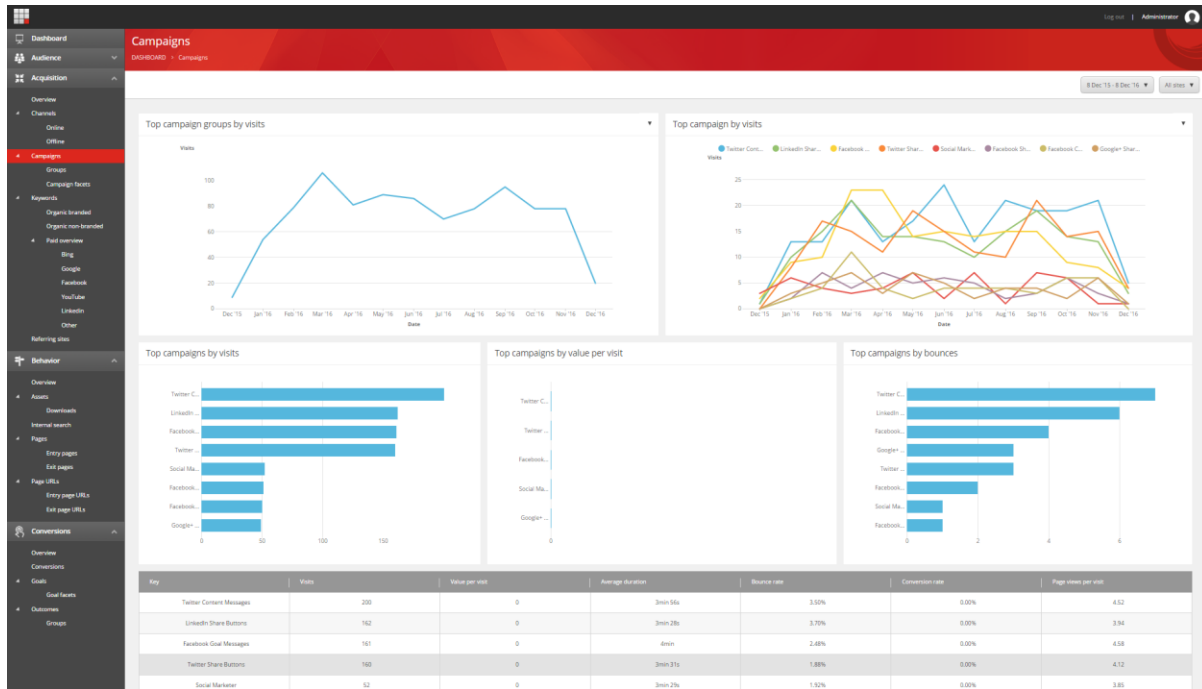 Log out | Administrator
Dashboard
Audience
Acquisition
Overview
Channels
Online
Offline
Campaigns
Groups
Campaign facets
Keywords
Organic branded
Organic non-branded
Paid overview
Bing
Google
Facebook
YouTube
LinkedIn
Other
Referring sites
Behavior
Overview
Assets
Downloads
Internal search
Pages
Entry pages
Exit pages
Page URLs
Entry page URLs
Exit page URLs
Conversions
Overview
Conversions
Goals
Goal facets
Outcomes
Groups
Campaigns
DASHBOARD > Campaigns
8 Dec '15 - 8 Dec '16
All sites
Top campaign groups by visits
Visits
100
80
60
40
20
0
Dec '15 Jan '16 Feb '16 Mar '16 Apr '16 May '16 Jun '16 Jul '16 Aug '16 Sep '16 Oct '16 Nov '16 Dec '16
Date
Top campaign by visits
Twitter Cont... LinkedIn Shar... Facebook ... Twitter Shar... Social Mark... Facebook Sh... Facebook C... Google+ Shar...
Visits
25
20
15
10
5
0
Dec '15 Jan '16 Feb '16 Mar '16 Apr '16 May '16 Jun '16 Jul '16 Aug '16 Sep '16 Oct '16 Nov '16 Dec '16
Date
Top campaigns by visits
Twitter C...
LinkedIn ...
Facebook...
Twitter ...
Social Ma...
Facebook...
Facebook...
Google+ ...
0 50 100 150
Top campaigns by value per visit
Twitter C...
Twitter ...
Facebook...
Social Ma...
Google+ ...
0
Top campaigns by bounces
Twitter C...
LinkedIn ...
Facebook...
Google+ ...
Twitter ...
Facebook...
Social Ma...
Facebook...
0 2 4 6
Key Visits Value per visit Average duration Bounce rate Conversion rate Page views per visit
Twitter Content Messages 200 0 3min 56s 3.50% 0.00% 4.52
LinkedIn Share Buttons 162 0 3min 28s 3.70% 0.00% 3.94
Facebook Goal Messages 161 0 4min 2.48% 0.00% 4.58
Twitter Share Buttons 160 0 3min 31s 1.88% 0.00% 4.12
Social Marketer 52 0 3min 29s 1.92% 0.00% 3.85